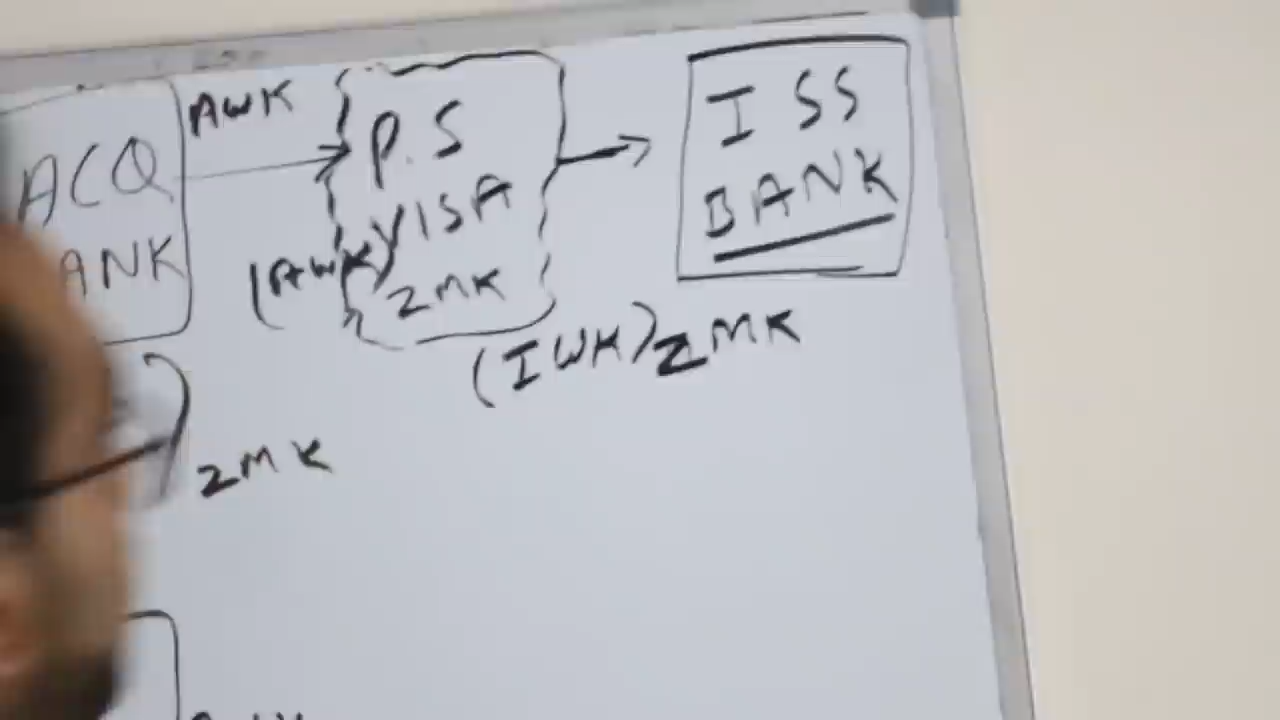 AWK
ACQ
ANK
P.S
VISA
(AWK)
ZMK
ISS
BANK
(IWK)ZMK
)ZMK